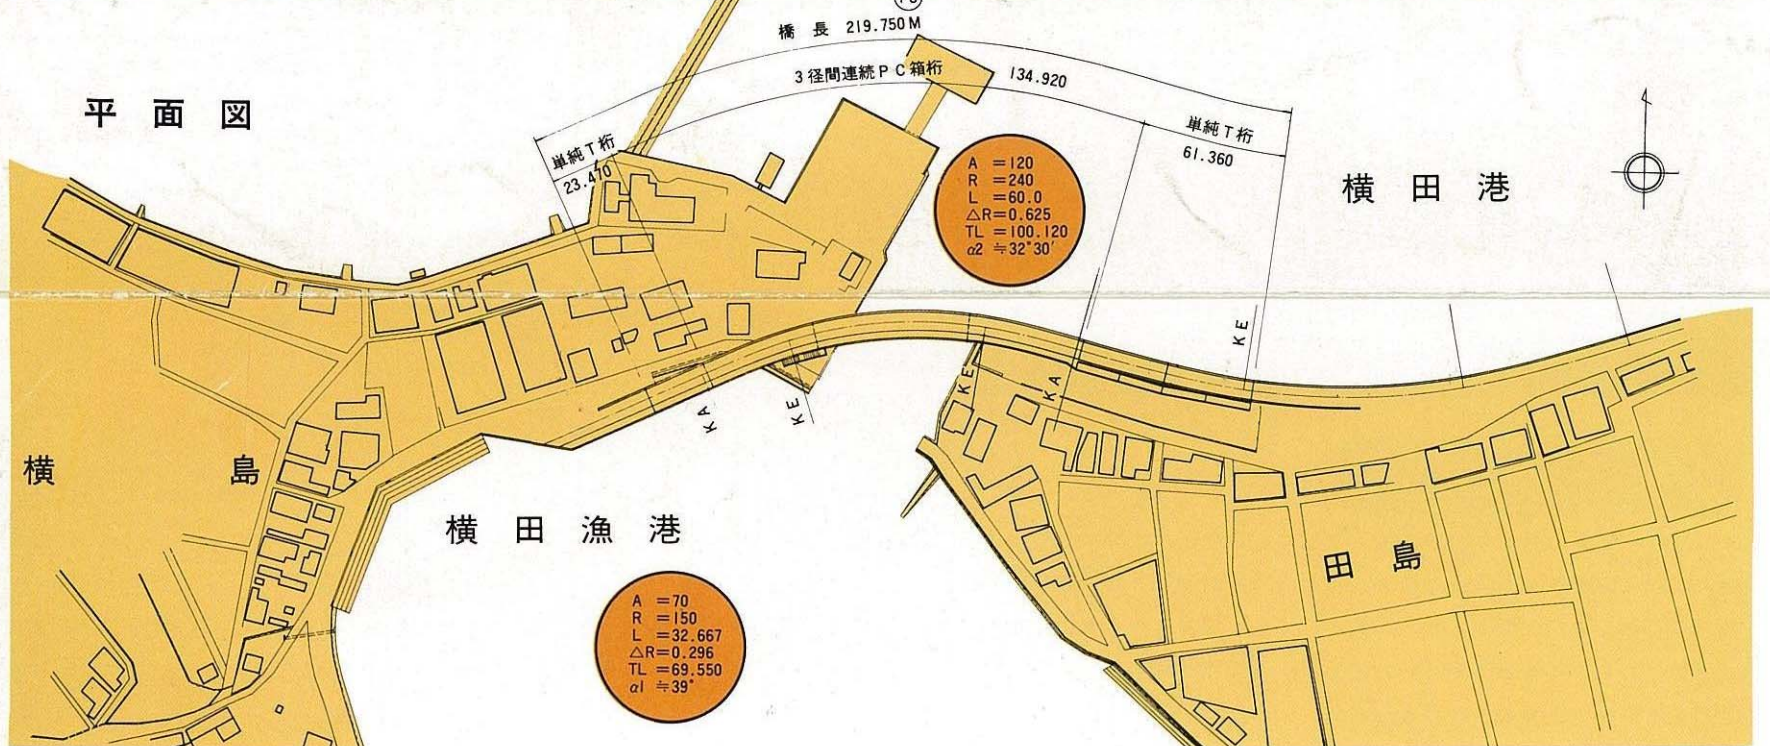 橋長 219.750M
3径間連続PC箱桁 134.920
平面図
単純T桁
23.470
単純T桁
61.360
A =120
R =240
L =60.0
△R=0.625
TL =100.120
α2 ≒32°30′
横田港
KE
KE
KA
KA
KE
横島
横田漁港
田島
A =70
R =150
L =32.667
△R=0.296
TL =69.550
α1 ≒39°